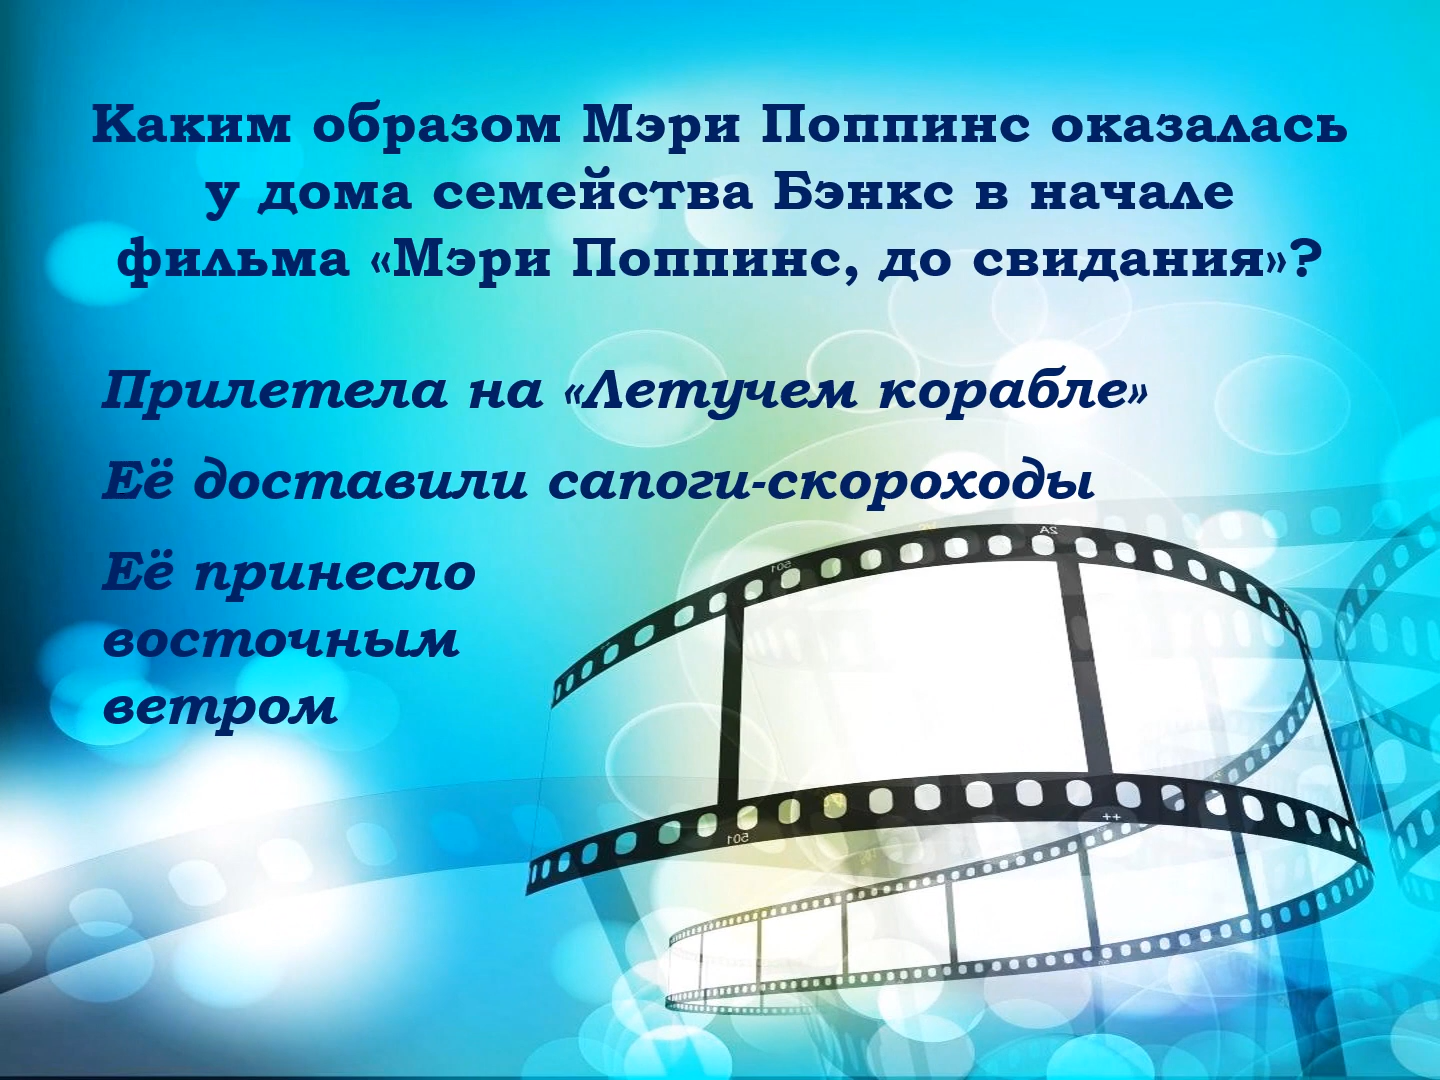 Каким образом Мэри Поппинс оказалась
у дома семейства Бэнкс в начале
фильма «Мэри Поппинс, до свидания»?
Прилетела на «Летучем корабле»
Её доставили сапоги-скороходы
Её принесло
восточным
ветром